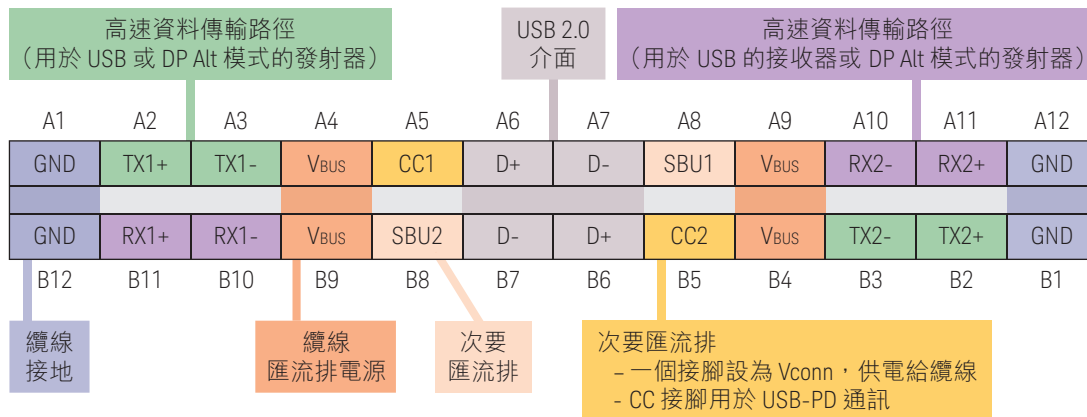 高速資料傳輸路徑
（用於 USB 或 DP Alt 模式的發射器）
USB 2.0
介面
高速資料傳輸路徑
（用於 USB 的接收器或 DP Alt 模式的發射器）
A1 A2 A3 A4 A5 A6 A7 A8 A9 A10 A11 A12
GND TX1+ TX1- VBUS CC1 D+ D- SBU1 VBUS RX2- RX2+ GND
GND RX1+ RX1- VBUS SBU2 D- D+ CC2 VBUS TX2- TX2+ GND
B12 B11 B10 B9 B8 B7 B6 B5 B4 B3 B2 B1
纜線
接地
纜線
匯流排電源
次要
匯流排
次要匯流排
– 一個接腳設為 Vconn，供電給纜線
- CC 接腳用於 USB-PD 通訊